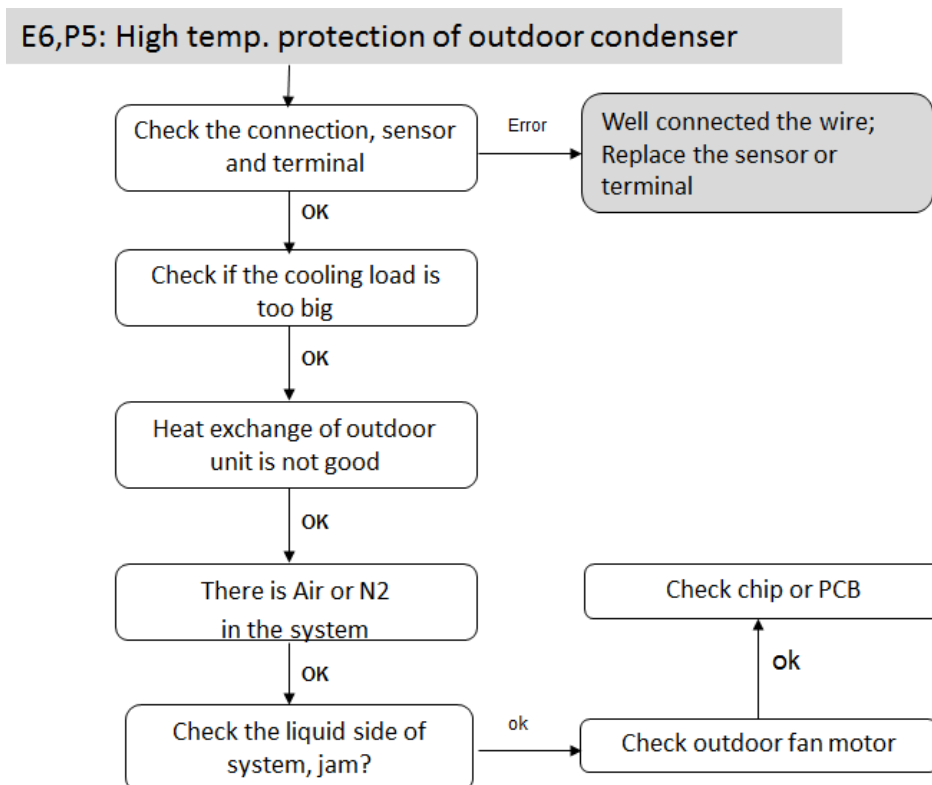 E6,P5: High temp. protection of outdoor condenser
Check the connection, sensor
and terminal
Error
Well connected the wire;
Replace the sensor or
terminal
OK
Check if the cooling load is
too big
OK
Heat exchange of outdoor
unit is not good
OK
There is Air or N2
in the system
OK
Check the liquid side of
system, jam?
ok
Check outdoor fan motor
ok
Check chip or PCB